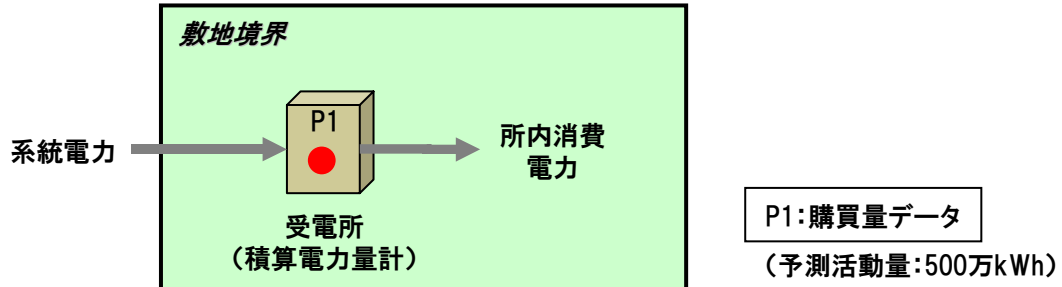 敷地境界
P1
系統電力
所内消費
電力
受電所
（積算電力量計）
P1：購買量データ
（予測活動量：500万kWh）